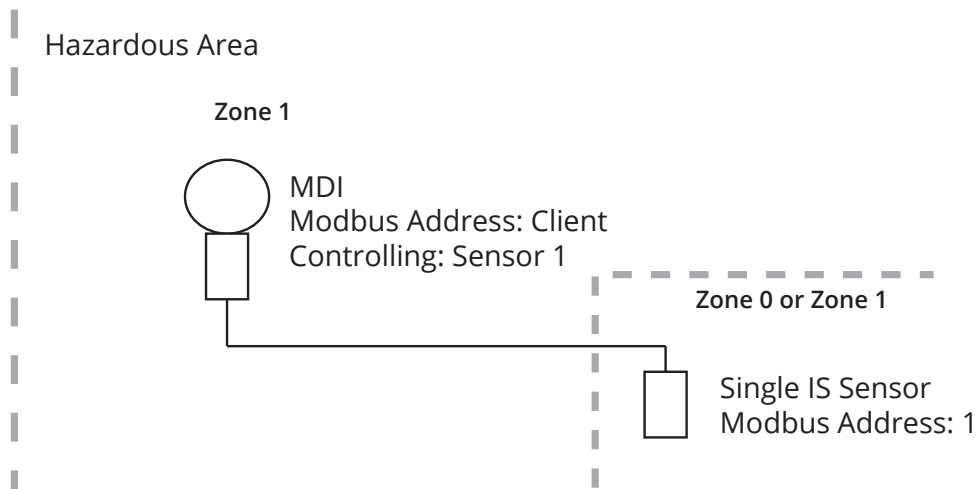 Hazardous Area
Zone 1
MDI
Modbus Address: Client
Controlling: Sensor 1
Zone 0 or Zone 1
Single IS Sensor
Modbus Address: 1